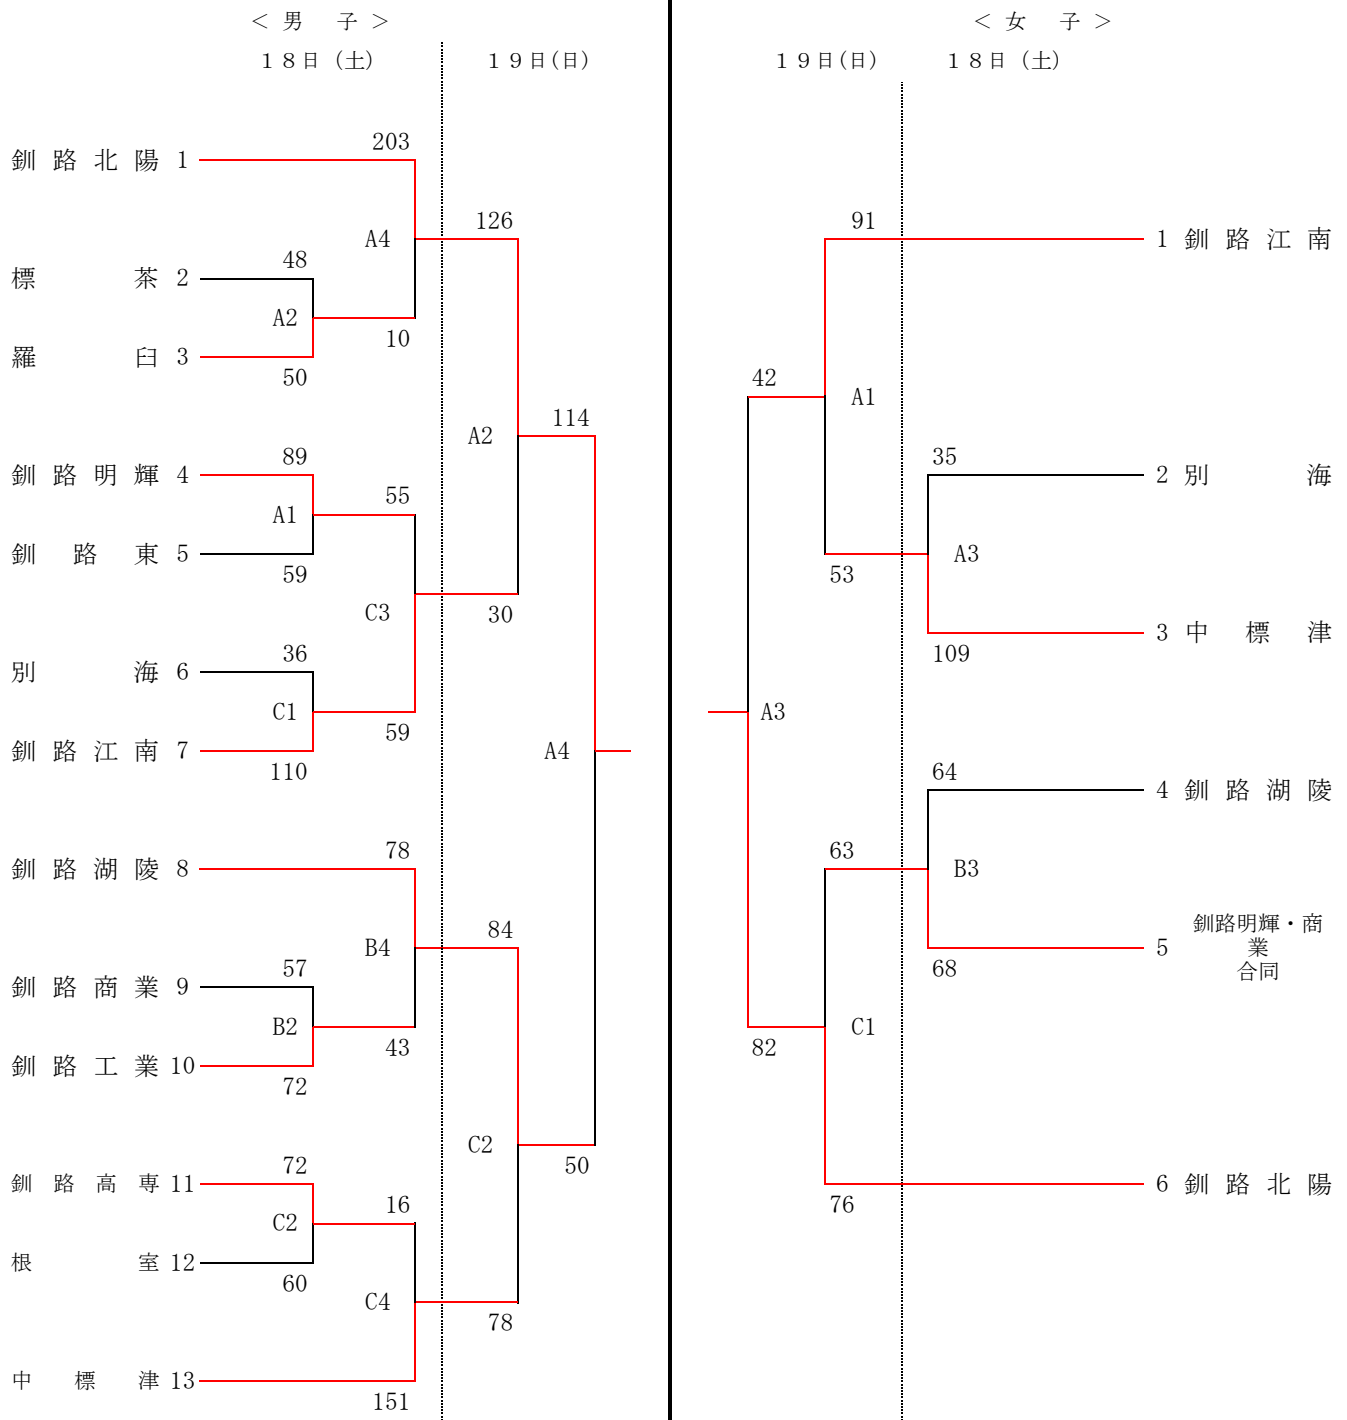 ＜ 男　子 ＞
１８日（土）
１９日(日)
203
釧路北陽 1
126
A4
48
標茶 2
A2
10
羅臼 3
50
114
A2
89
釧路明輝 4
55
A1
釧路東 5
59
C3
30
36
別海 6
C1
59
釧路江南 7
110
A4
78
釧路湖陵 8
84
B4
57
釧路商業 9
B2
43
釧路工業 10
72
C2
72
50
釧路高専 11
16
C2
根室 12
60
C4
78
中標津 13
151
＜ 女　子 ＞
１９日(日)
１８日（土）
91
1 釧路江南
42
A1
35
2 別海
A3
53
3 中標津
109
A3
64
4 釧路湖陵
63
B3
釧路明輝・商
5 業
合同
68
C1
82
6 釧路北陽
76